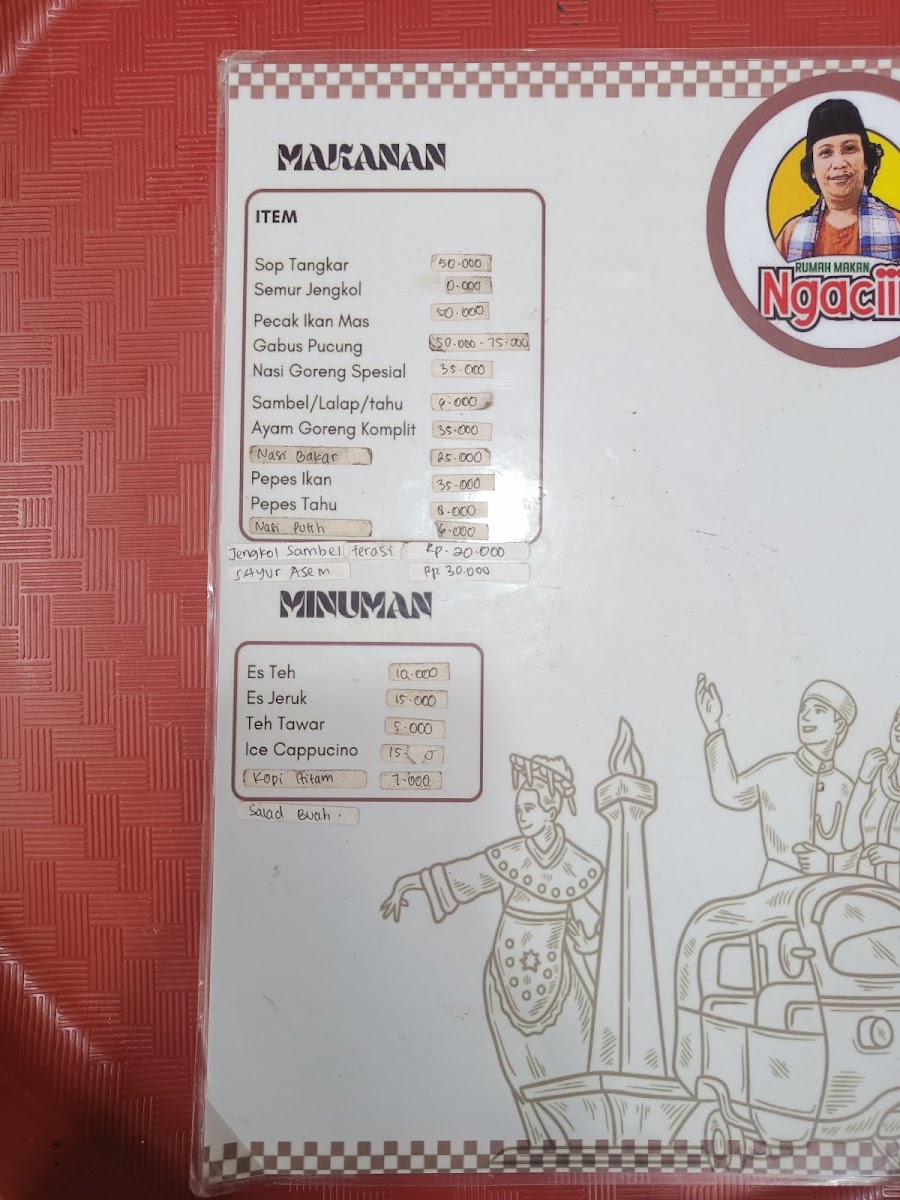 MAKANAN
RUMAH MAKAN
Ngacii
ITEM
Sop Tangkar 50.000
Semur Jengkol 0.000
Pecak Ikan Mas 50.000
Gabus Pucung 50.000 - 75.000
Nasi Goreng Spesial 35.000
Sambel/Lalap/tahu
Ayam Goreng Komplit 35.000
Nasi Bakar 25.000
Pepes Ikan 35.000
Pepes Tahu 8.000
Nasi Putih 6.000
Jengkol Sambel terasi Rp. 20.000
SAYUR ASEM Rp 30.000
MINUMAN
Es Teh 10.000
Es Jeruk 15.000
Teh Tawar 5.000
Ice Cappucino
Kopi Hitam 7.000
Salad Buah.